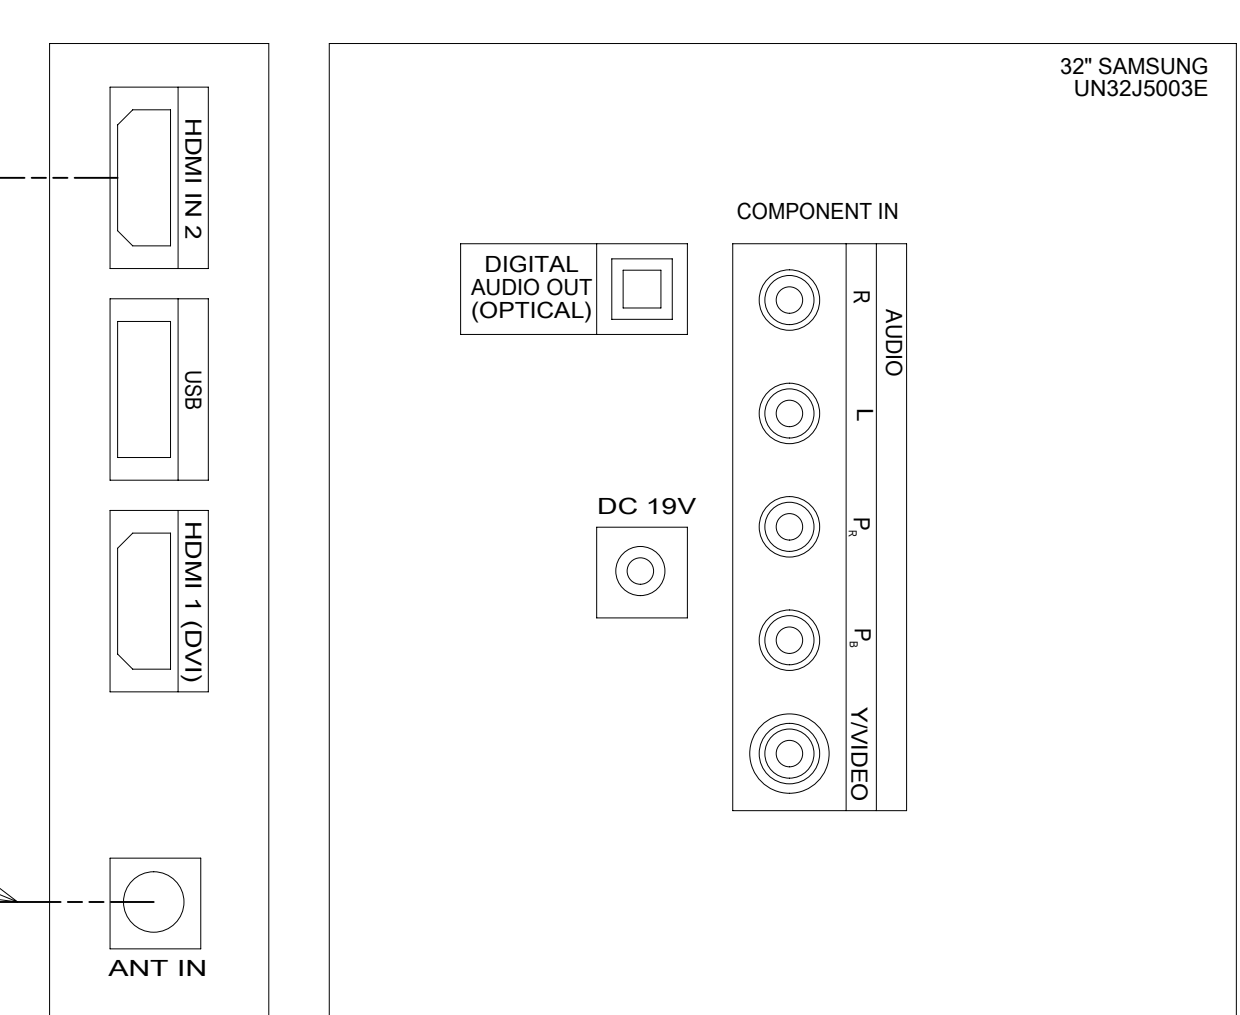 32" SAMSUNG
UN32J5003E
HDMI IN 2
USB
HDMI 1 (DVI)
ANT IN
DIGITAL
AUDIO OUT
(OPTICAL)
DC 19V
COMPONENT IN
AUDIO
R
L
PR
PB
Y/VIDEO